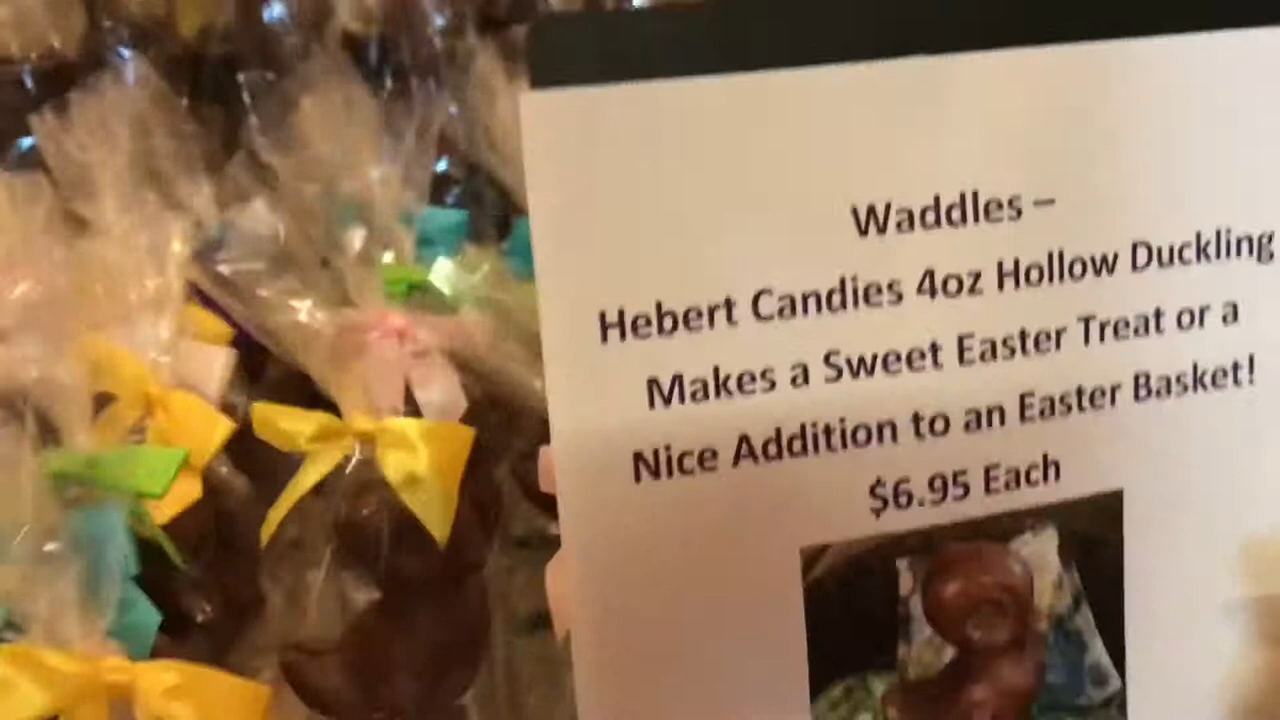 Waddles –
Hebert Candies 4oz Hollow Duckling
Makes a Sweet Easter Treat or a
Nice Addition to an Easter Basket!
$6.95 Each